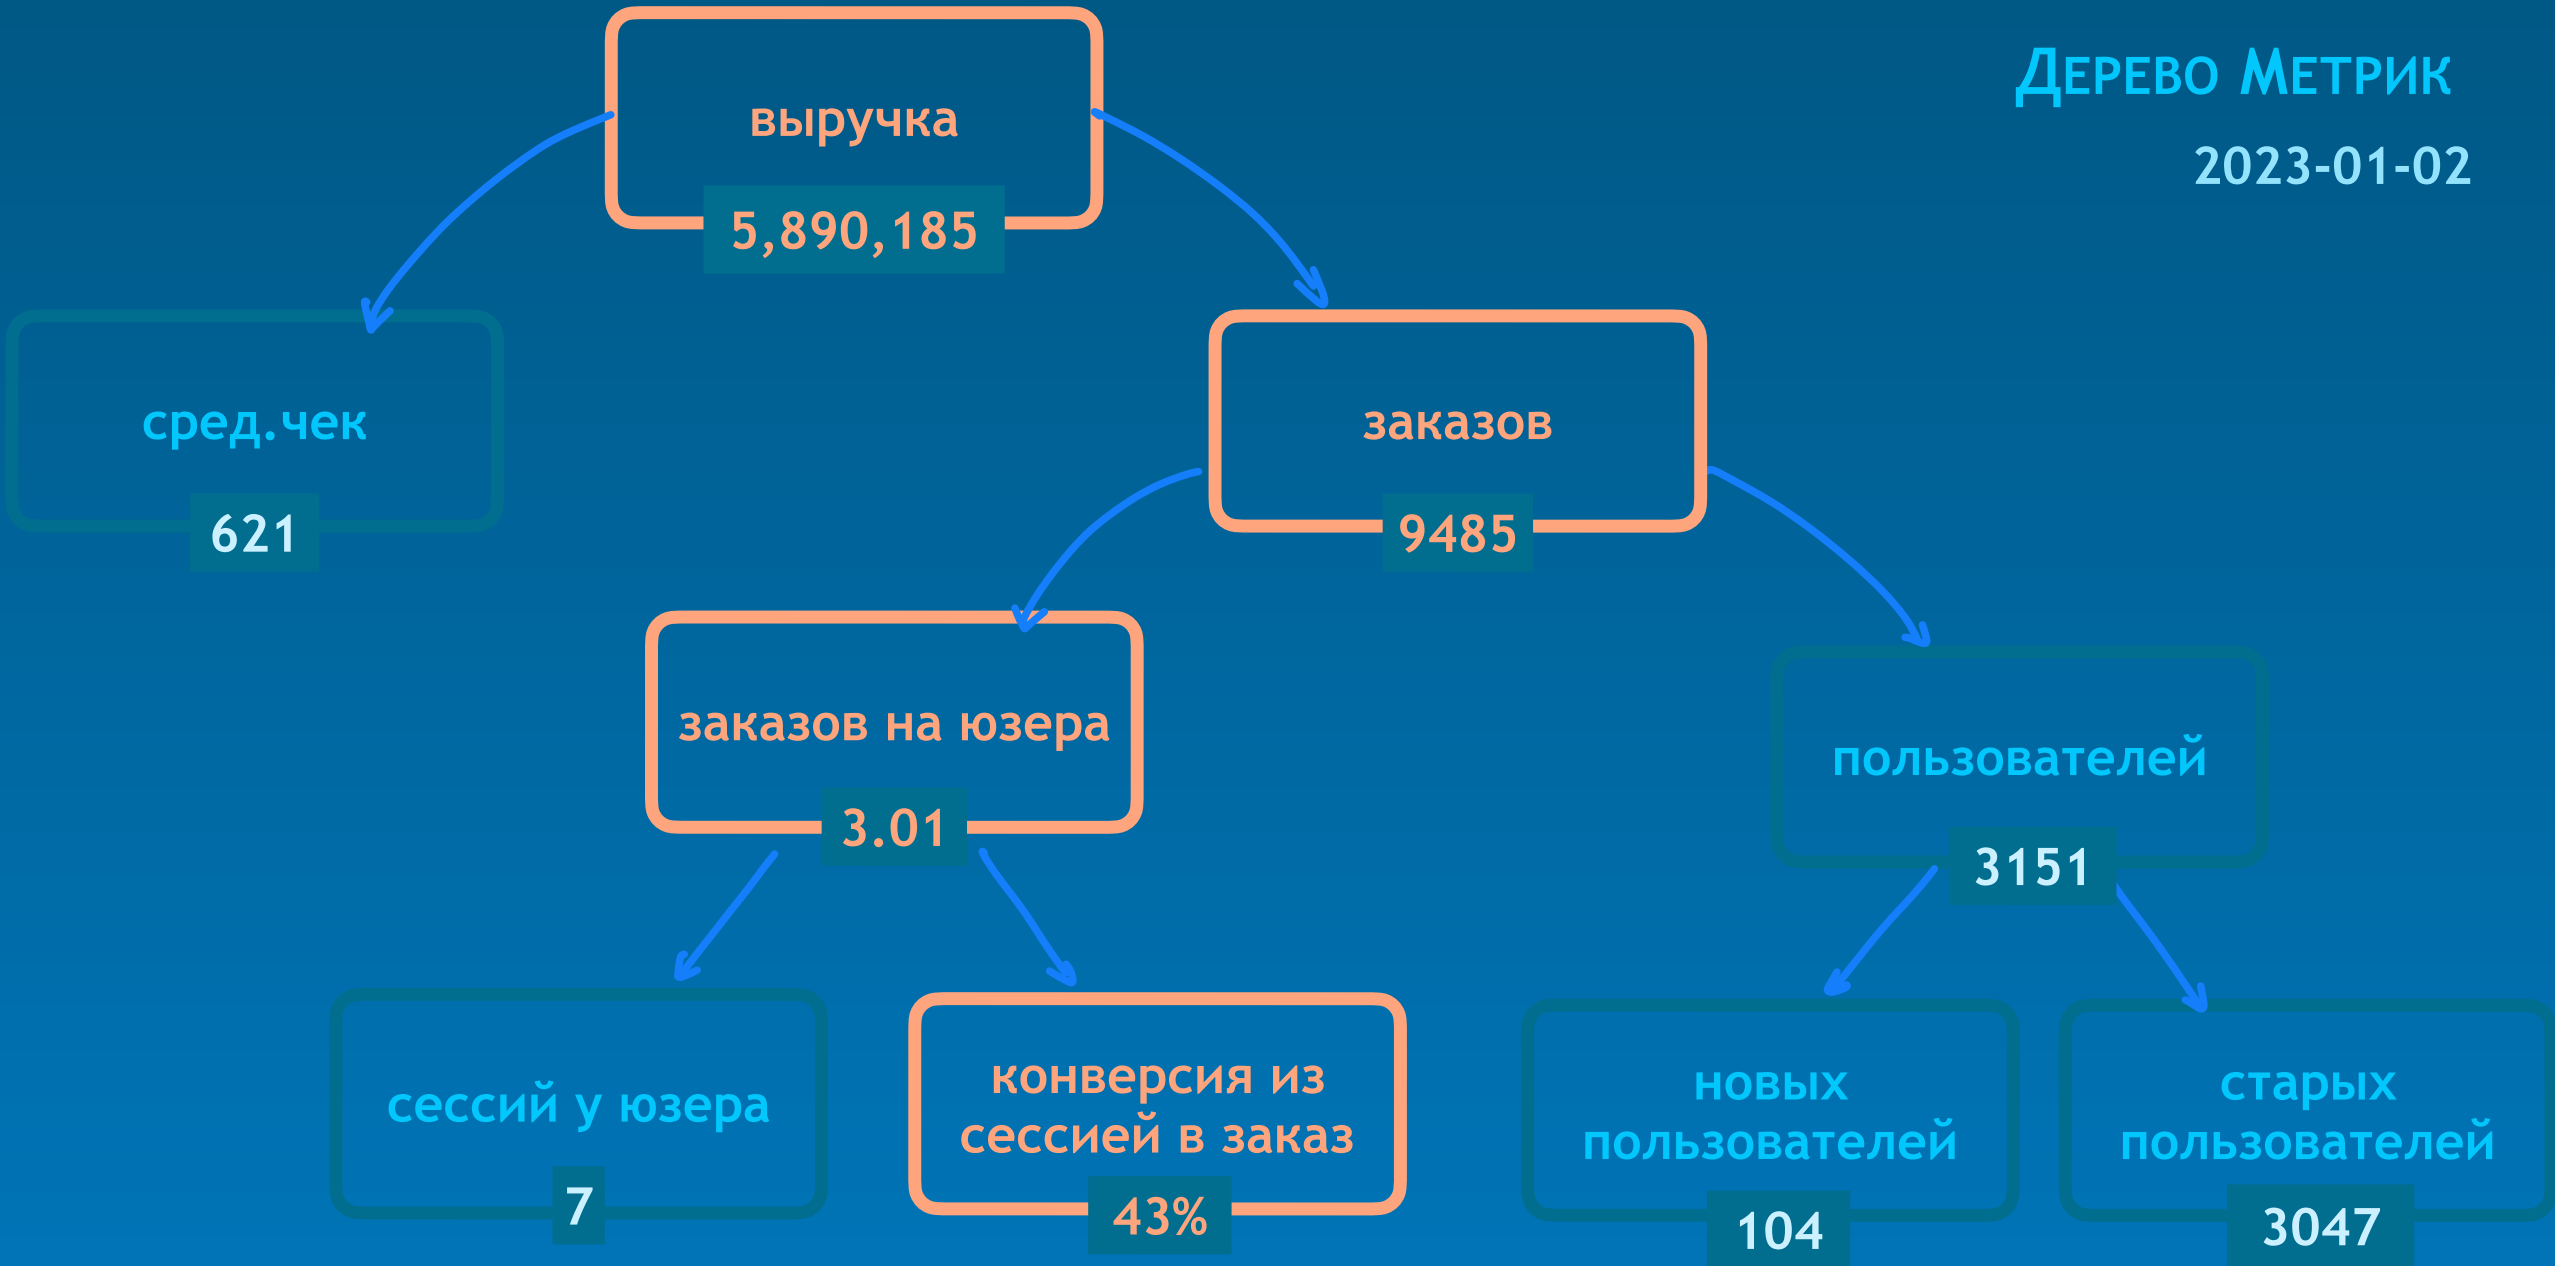 Дерево Метрик
2023-01-02
выручка
5,890,185
сред.чек
621
заказов
9485
заказов на юзера
3.01
пользователей
3151
сессий у юзера
7
конверсия из
сессией в заказ
43%
новых
пользователей
104
старых
пользователей
3047